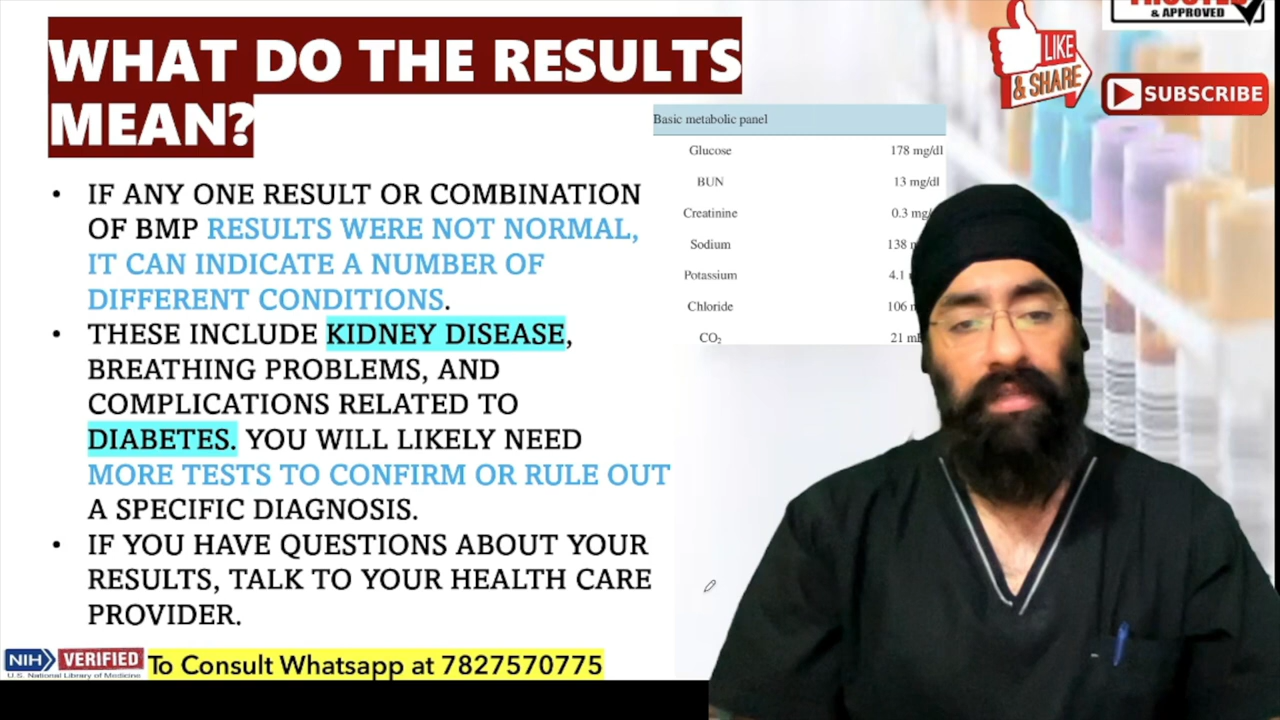 WHAT DO THE RESULTS
MEAN?
& APPROVED
LIKE
& SHARE
SUBSCRIBE
Basic metabolic panel
Glucose 178 mg/dl
BUN 13 mg/dl
Creatinine 0.3 mg/
Sodium 138
Potassium 4.1
Chloride 106
CO₂ 21
• IF ANY ONE RESULT OR COMBINATION
OF BMP RESULTS WERE NOT NORMAL,
IT CAN INDICATE A NUMBER OF
DIFFERENT CONDITIONS.
• THESE INCLUDE KIDNEY DISEASE,
BREATHING PROBLEMS, AND
COMPLICATIONS RELATED TO
DIABETES. YOU WILL LIKELY NEED
MORE TESTS TO CONFIRM OR RULE OUT
A SPECIFIC DIAGNOSIS.
• IF YOU HAVE QUESTIONS ABOUT YOUR
RESULTS, TALK TO YOUR HEALTH CARE
PROVIDER.
NIH VERIFIED
U.S. National Library of Medicine
To Consult Whatsapp at 7827570775